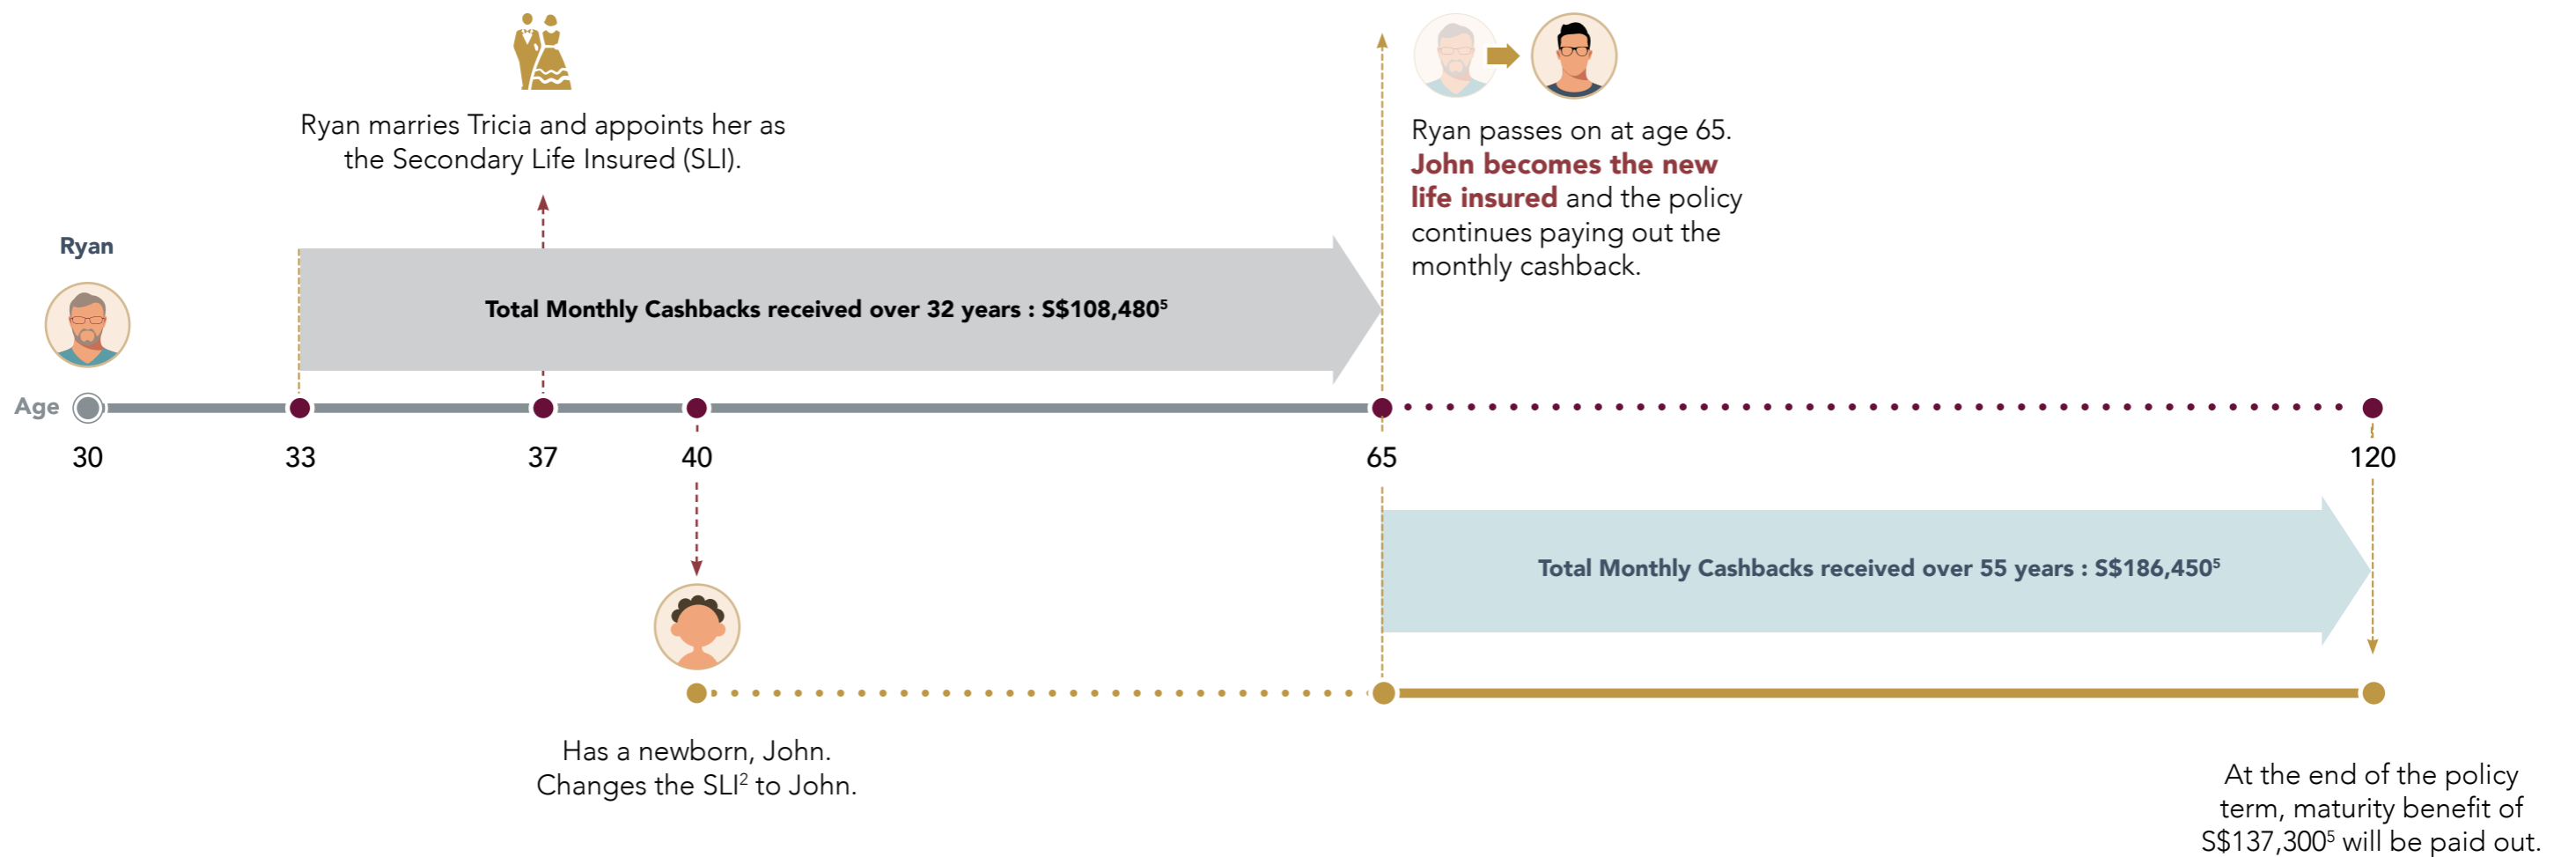 Ryan marries Tricia and appoints her as
the Secondary Life Insured (SLI).
Ryan passes on at age 65.
John becomes the new
life insured and the policy
continues paying out the
monthly cashback.
Ryan
Total Monthly Cashbacks received over 32 years : S$108,480⁵
Age
30 33 37 40 65 120
Total Monthly Cashbacks received over 55 years : S$186,450⁵
Has a newborn, John.
Changes the SLI² to John.
At the end of the policy
term, maturity benefit of
S$137,300⁵ will be paid out.